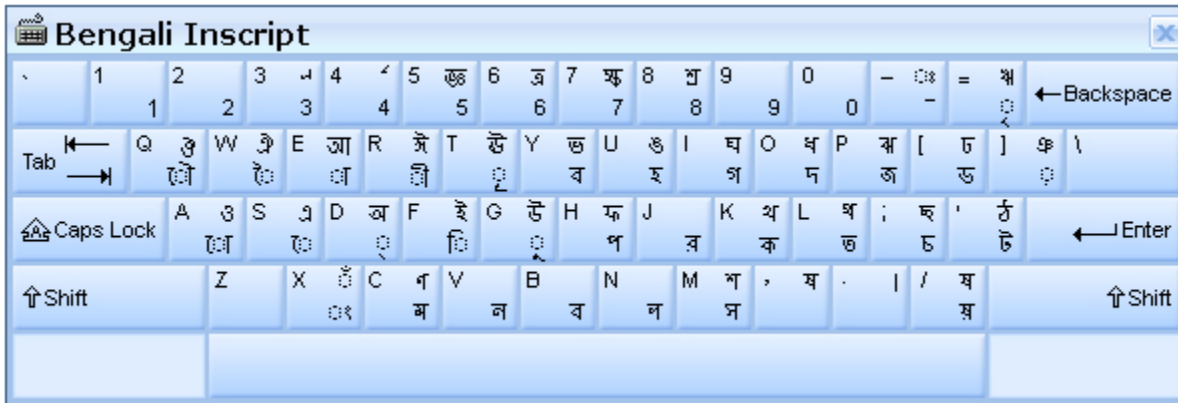 Bengali Inscript
` 1 2 3 ্র 4 র্ 5 জ্ঞ 6 ত্র 7 ক্ষ 8 শ্র 9 0 – ঃ = ঋ ←Backspace
1 2 3 4 5 6 7 8 9 0 - ৃ
Tab Q ঔ W ঐ E আ R ঈ T ঊ Y ভ U ঙ I ঘ O ধ P ঝ [ ঢ ] ঞ \
ৌ ৈ া ী ূ ব হ গ দ জ ড ়
Caps Lock A ও S এ D অ F ই G উ H ফ J K খ L থ ; ছ ' ঠ Enter
ো ে ্ ি ু প র ক ত চ ট
Shift Z X ঁ C ণ V B N M শ , ষ . | / য Shift
ং ম ন ব ল স য়